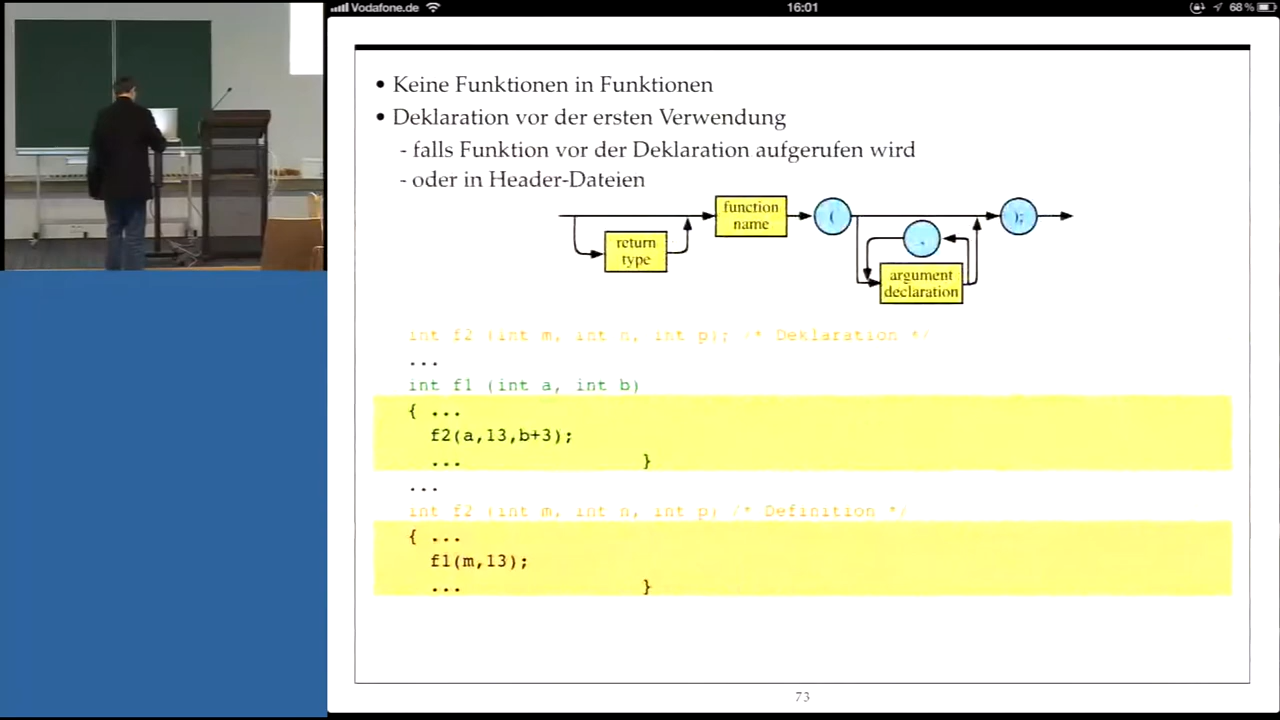 Vodafone.de
16:01
68 %
• Keine Funktionen in Funktionen
• Deklaration vor der ersten Verwendung
- falls Funktion vor der Deklaration aufgerufen wird
- oder in Header-Dateien
function
name
(
);
return
type
,
argument
declaration
int f2 (int m, int n, int p); /* Deklaration */
...
int f1 (int a, int b)
{ ...
f2(a,13,b+3);
... }
...
int f2 (int m, int n, int p) /* Definition */
{ ...
f1(m,13);
... }
73